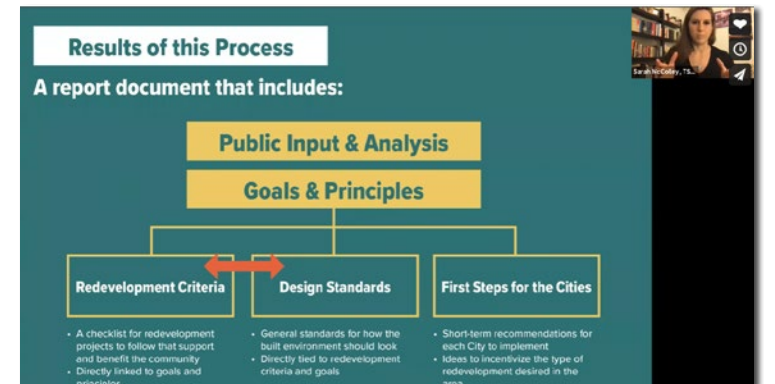 Results of this Process
A report document that includes:
Public Input & Analysis
Goals & Principles
Redevelopment Criteria
• A checklist for redevelopment
projects to follow that support
and benefit the community
• Directly linked to goals and
principles
Design Standards
• General standards for how the
built environment should look
• Directly tied to redevelopment
criteria and goals
First Steps for the Cities
• Short-term recommendations for
each City to implement
• Ideas to incentivize the type of
redevelopment desired in the
area